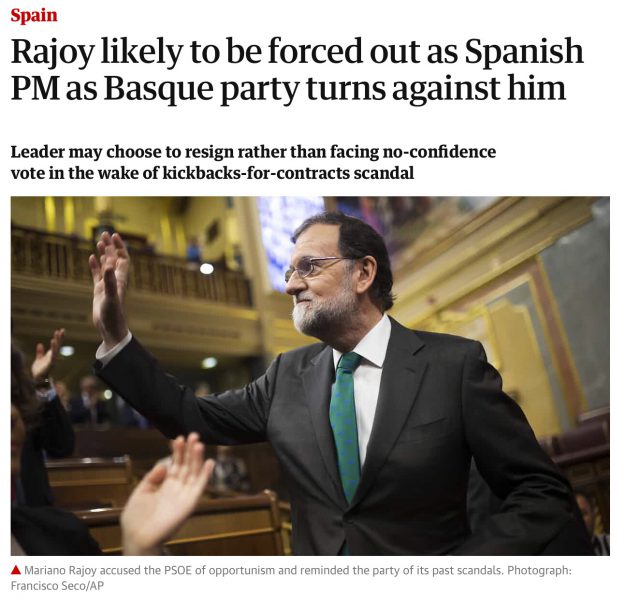 Spain
Rajoy likely to be forced out as Spanish
PM as Basque party turns against him
Leader may choose to resign rather than facing no-confidence
vote in the wake of kickbacks-for-contracts scandal
Mariano Rajoy accused the PSOE of opportunism and reminded the party of its past scandals. Photograph:
Francisco Seco/AP